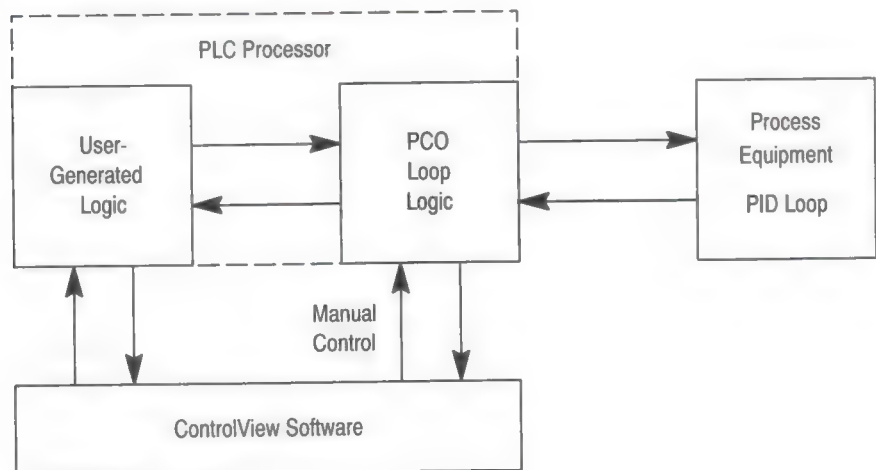 PLC Processor
User-
Generated
Logic
PCO
Loop
Logic
Process
Equipment
PID Loop
Manual
Control
ControlView Software